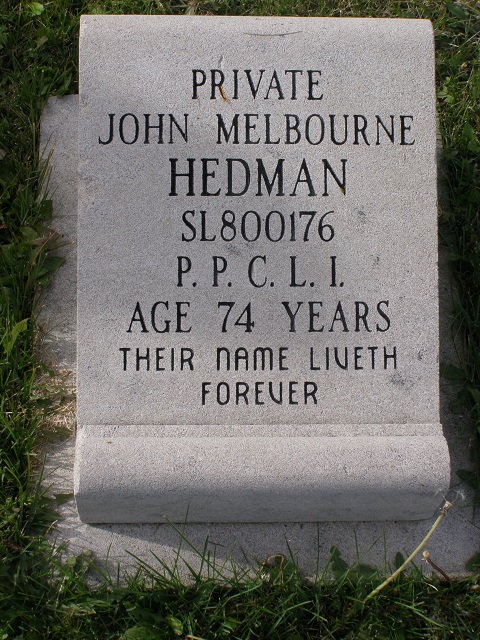 PRIVATE
JOHN MELBOURNE
HEDMAN
SL800176
P. P. C. L. I.
AGE 74 YEARS
THEIR NAME LIVETH
FOREVER